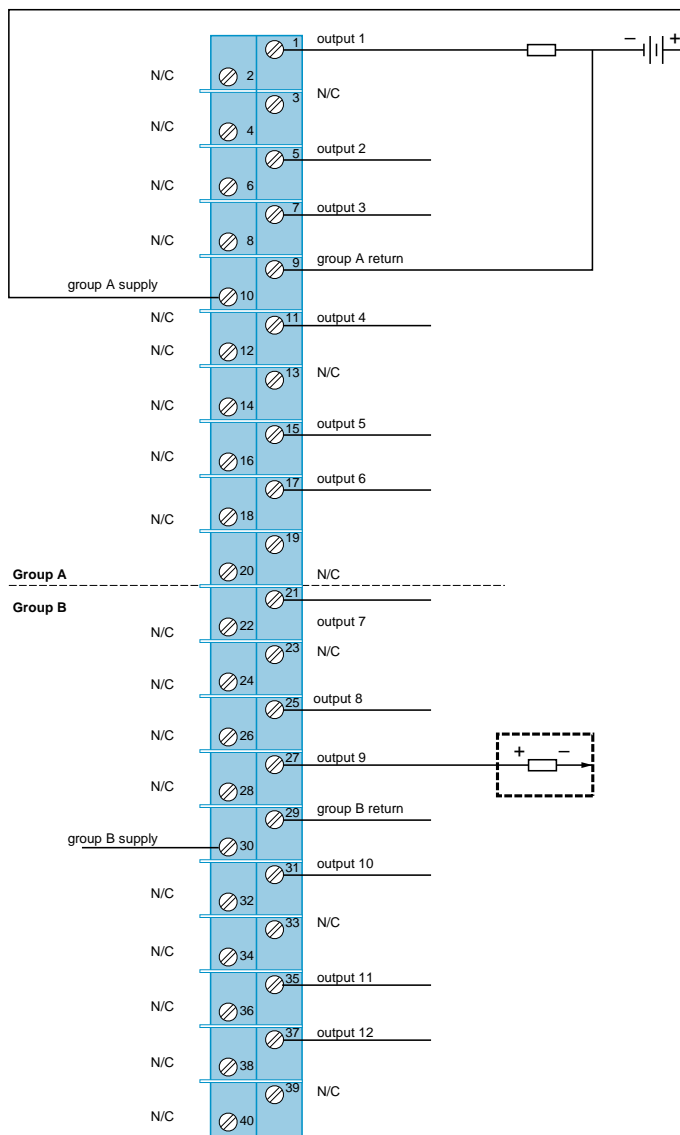 1 output 1 − +
N/C 2
3 N/C
N/C 4
5 output 2
N/C 6
7 output 3
N/C 8
9 group A return
group A supply 10
N/C 11 output 4
N/C 12
13 N/C
N/C 14
15 output 5
N/C 16
17 output 6
N/C 18
19
20 N/C
Group A
Group B
21
output 7
N/C 22
23 N/C
N/C 24
25 output 8
N/C 26
27 output 9 + −
N/C 28
29 group B return
group B supply 30
31 output 10
N/C 32
33 N/C
N/C 34
35 output 11
N/C 36
37 output 12
N/C 38
39 N/C
N/C 40